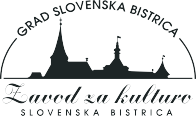 GRAD SLOVENSKA BISTRICA
Zavod za kulturo
SLOVENSKA BISTRICA